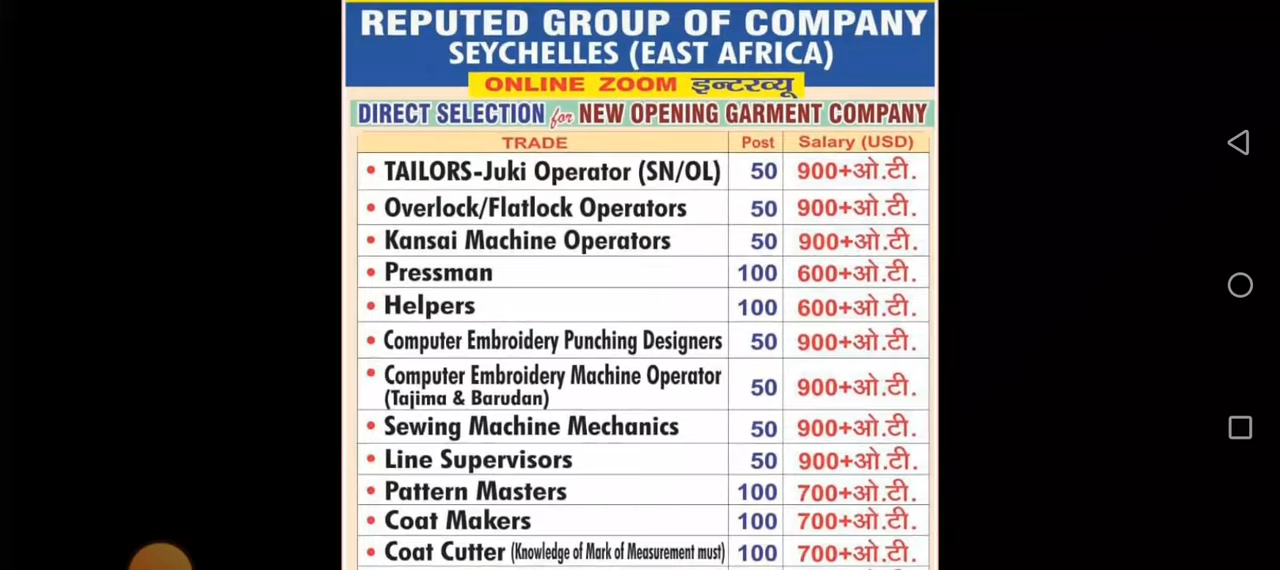 REPUTED GROUP OF COMPANY
SEYCHELLES (EAST AFRICA)
ONLINE ZOOM इन्टरव्यू
DIRECT SELECTION for NEW OPENING GARMENT COMPANY
TRADE Post Salary (USD)
• TAILORS-Juki Operator (SN/OL) 50 900+ओ.टी.
• Overlock/Flatlock Operators 50 900+ओ.टी.
• Kansai Machine Operators 50 900+ओ.टी.
• Pressman 100 600+ओ.टी.
• Helpers 100 600+ओ.टी.
• Computer Embroidery Punching Designers 50 900+ओ.टी.
• Computer Embroidery Machine Operator
(Tajima & Barudan) 50 900+ओ.टी.
• Sewing Machine Mechanics 50 900+ओ.टी.
• Line Supervisors 50 900+ओ.टी.
• Pattern Masters 100 700+ओ.टी.
• Coat Makers 100 700+ओ.टी.
• Coat Cutter (Knowledge of Mark of Measurement must) 100 700+ओ.टी.